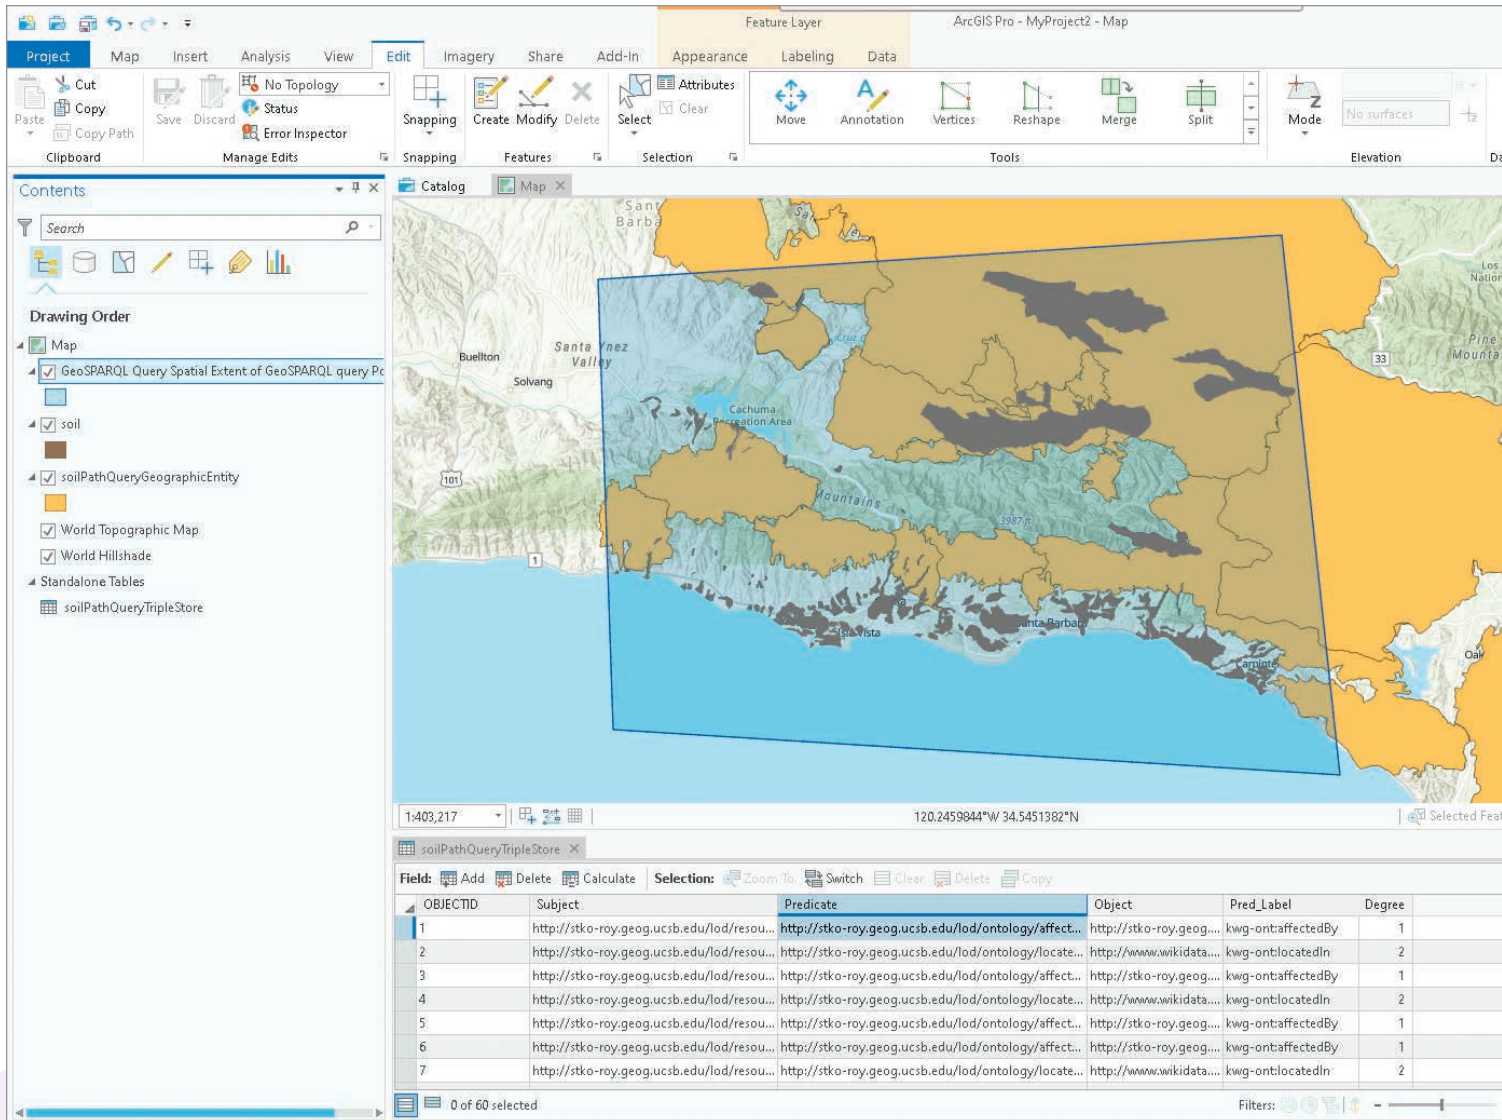 Feature Layer
ArcGIS Pro - MyProject2 - Map
Project Map Insert Analysis View Edit Imagery Share Add-In Appearance Labeling Data
Paste
Cut
Copy
Copy Path
Clipboard
Save Discard
No Topology
Status
Error Inspector
Manage Edits
Snapping
Snapping
Create Modify Delete
Features
Select
Attributes
Clear
Selection
Move Annotation Vertices Reshape Merge Split
Tools
Mode
No surfaces
Elevation
Contents
Search
Drawing Order
Map
GeoSPARQL Query Spatial Extent of GeoSPARQL query Po
soil
soilPathQueryGeographicEntity
World Topographic Map
World Hillshade
Standalone Tables
soilPathQueryTripleStore
Catalog Map
Sant
Barba
Los
Nation
Pine
Mounta
33
Santa Ynez
Valley
Buellton
Solvang
Cruz
Cachuma
Recreation Area
101
Mountains
3987 ft
1
Isla Vista
Santa Barbar
Carpinte
Oak
1:403,217
120.2459844°W 34.5451382°N
Selected Feat
soilPathQueryTripleStore
Field: Add Delete Calculate Selection: Zoom To Switch Clear Delete Copy
OBJECTID Subject Predicate Object Pred_Label Degree
1 http://stko-roy.geog.ucsb.edu/lod/resou... http://stko-roy.geog.ucsb.edu/lod/ontology/affect... http://stko-roy.geog.... kwg-ont:affectedBy 1
2 http://stko-roy.geog.ucsb.edu/lod/resou... http://stko-roy.geog.ucsb.edu/lod/ontology/locate... http://www.wikidata.... kwg-ont:locatedIn 2
3 http://stko-roy.geog.ucsb.edu/lod/resou... http://stko-roy.geog.ucsb.edu/lod/ontology/affect... http://stko-roy.geog.... kwg-ont:affectedBy 1
4 http://stko-roy.geog.ucsb.edu/lod/resou... http://stko-roy.geog.ucsb.edu/lod/ontology/locate... http://www.wikidata.... kwg-ont:locatedIn 2
5 http://stko-roy.geog.ucsb.edu/lod/resou... http://stko-roy.geog.ucsb.edu/lod/ontology/affect... http://stko-roy.geog.... kwg-ont:affectedBy 1
6 http://stko-roy.geog.ucsb.edu/lod/resou... http://stko-roy.geog.ucsb.edu/lod/ontology/affect... http://stko-roy.geog.... kwg-ont:affectedBy 1
7 http://stko-roy.geog.ucsb.edu/lod/resou... http://stko-roy.geog.ucsb.edu/lod/ontology/locate... http://www.wikidata.... kwg-ont:locatedIn 2
0 of 60 selected
Filters: